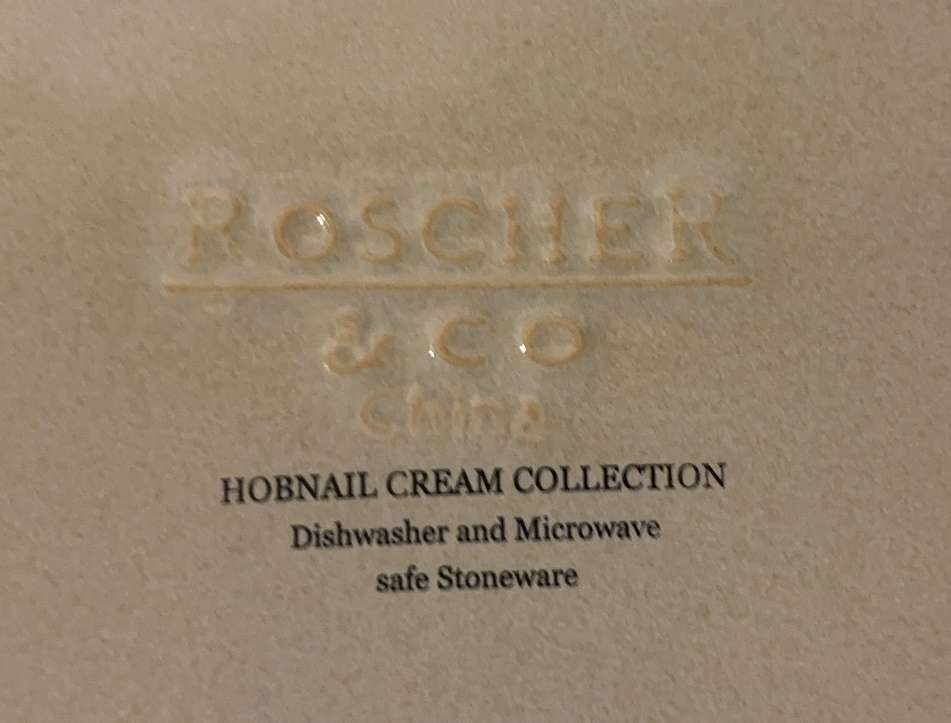 ROSCHER
& CO
China
HOBNAIL CREAM COLLECTION
Dishwasher and Microwave
safe Stoneware